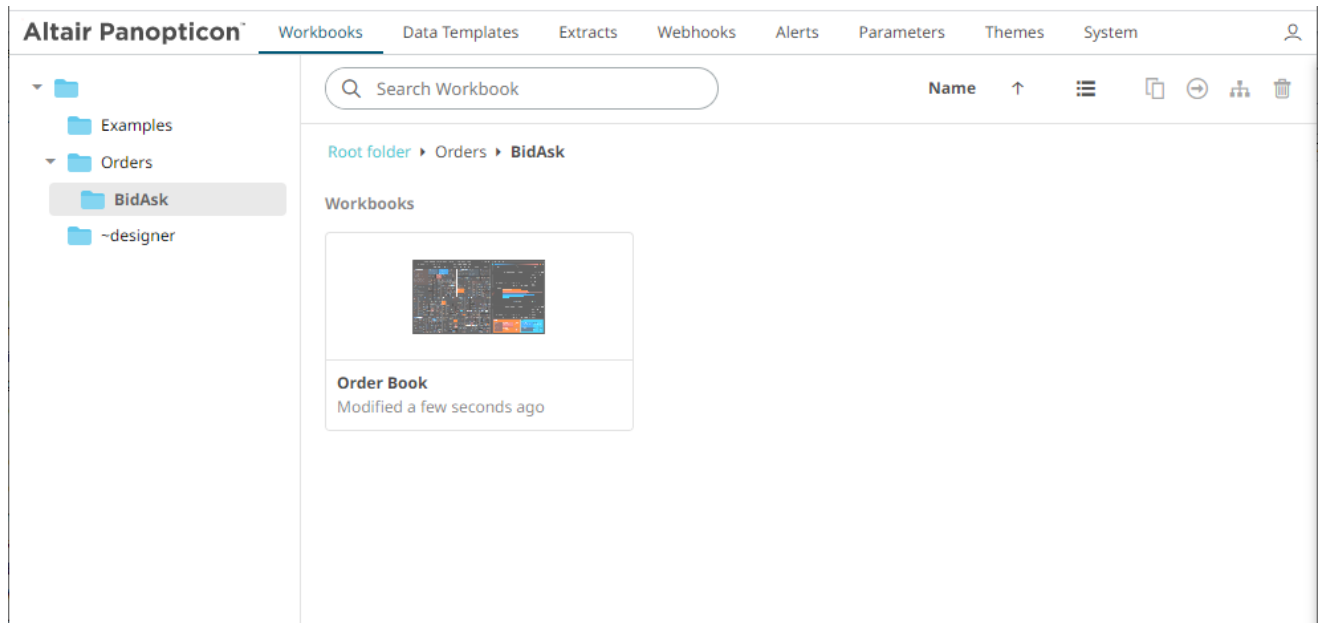 Altair Panopticon™ Workbooks Data Templates Extracts Webhooks Alerts Parameters Themes System
Search Workbook Name
Examples
Orders
BidAsk
~designer
Root folder Orders BidAsk
Workbooks
Order Book
Modified a few seconds ago